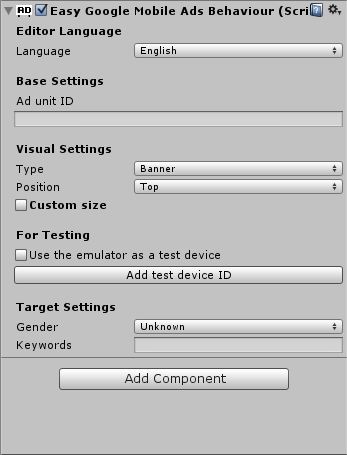 AD Easy Google Mobile Ads Behaviour (Scri
Editor Language
Language English
Base Settings
Ad unit ID
Visual Settings
Type Banner
Position Top
Custom size
For Testing
Use the emulator as a test device
Add test device ID
Target Settings
Gender Unknown
Keywords
Add Component